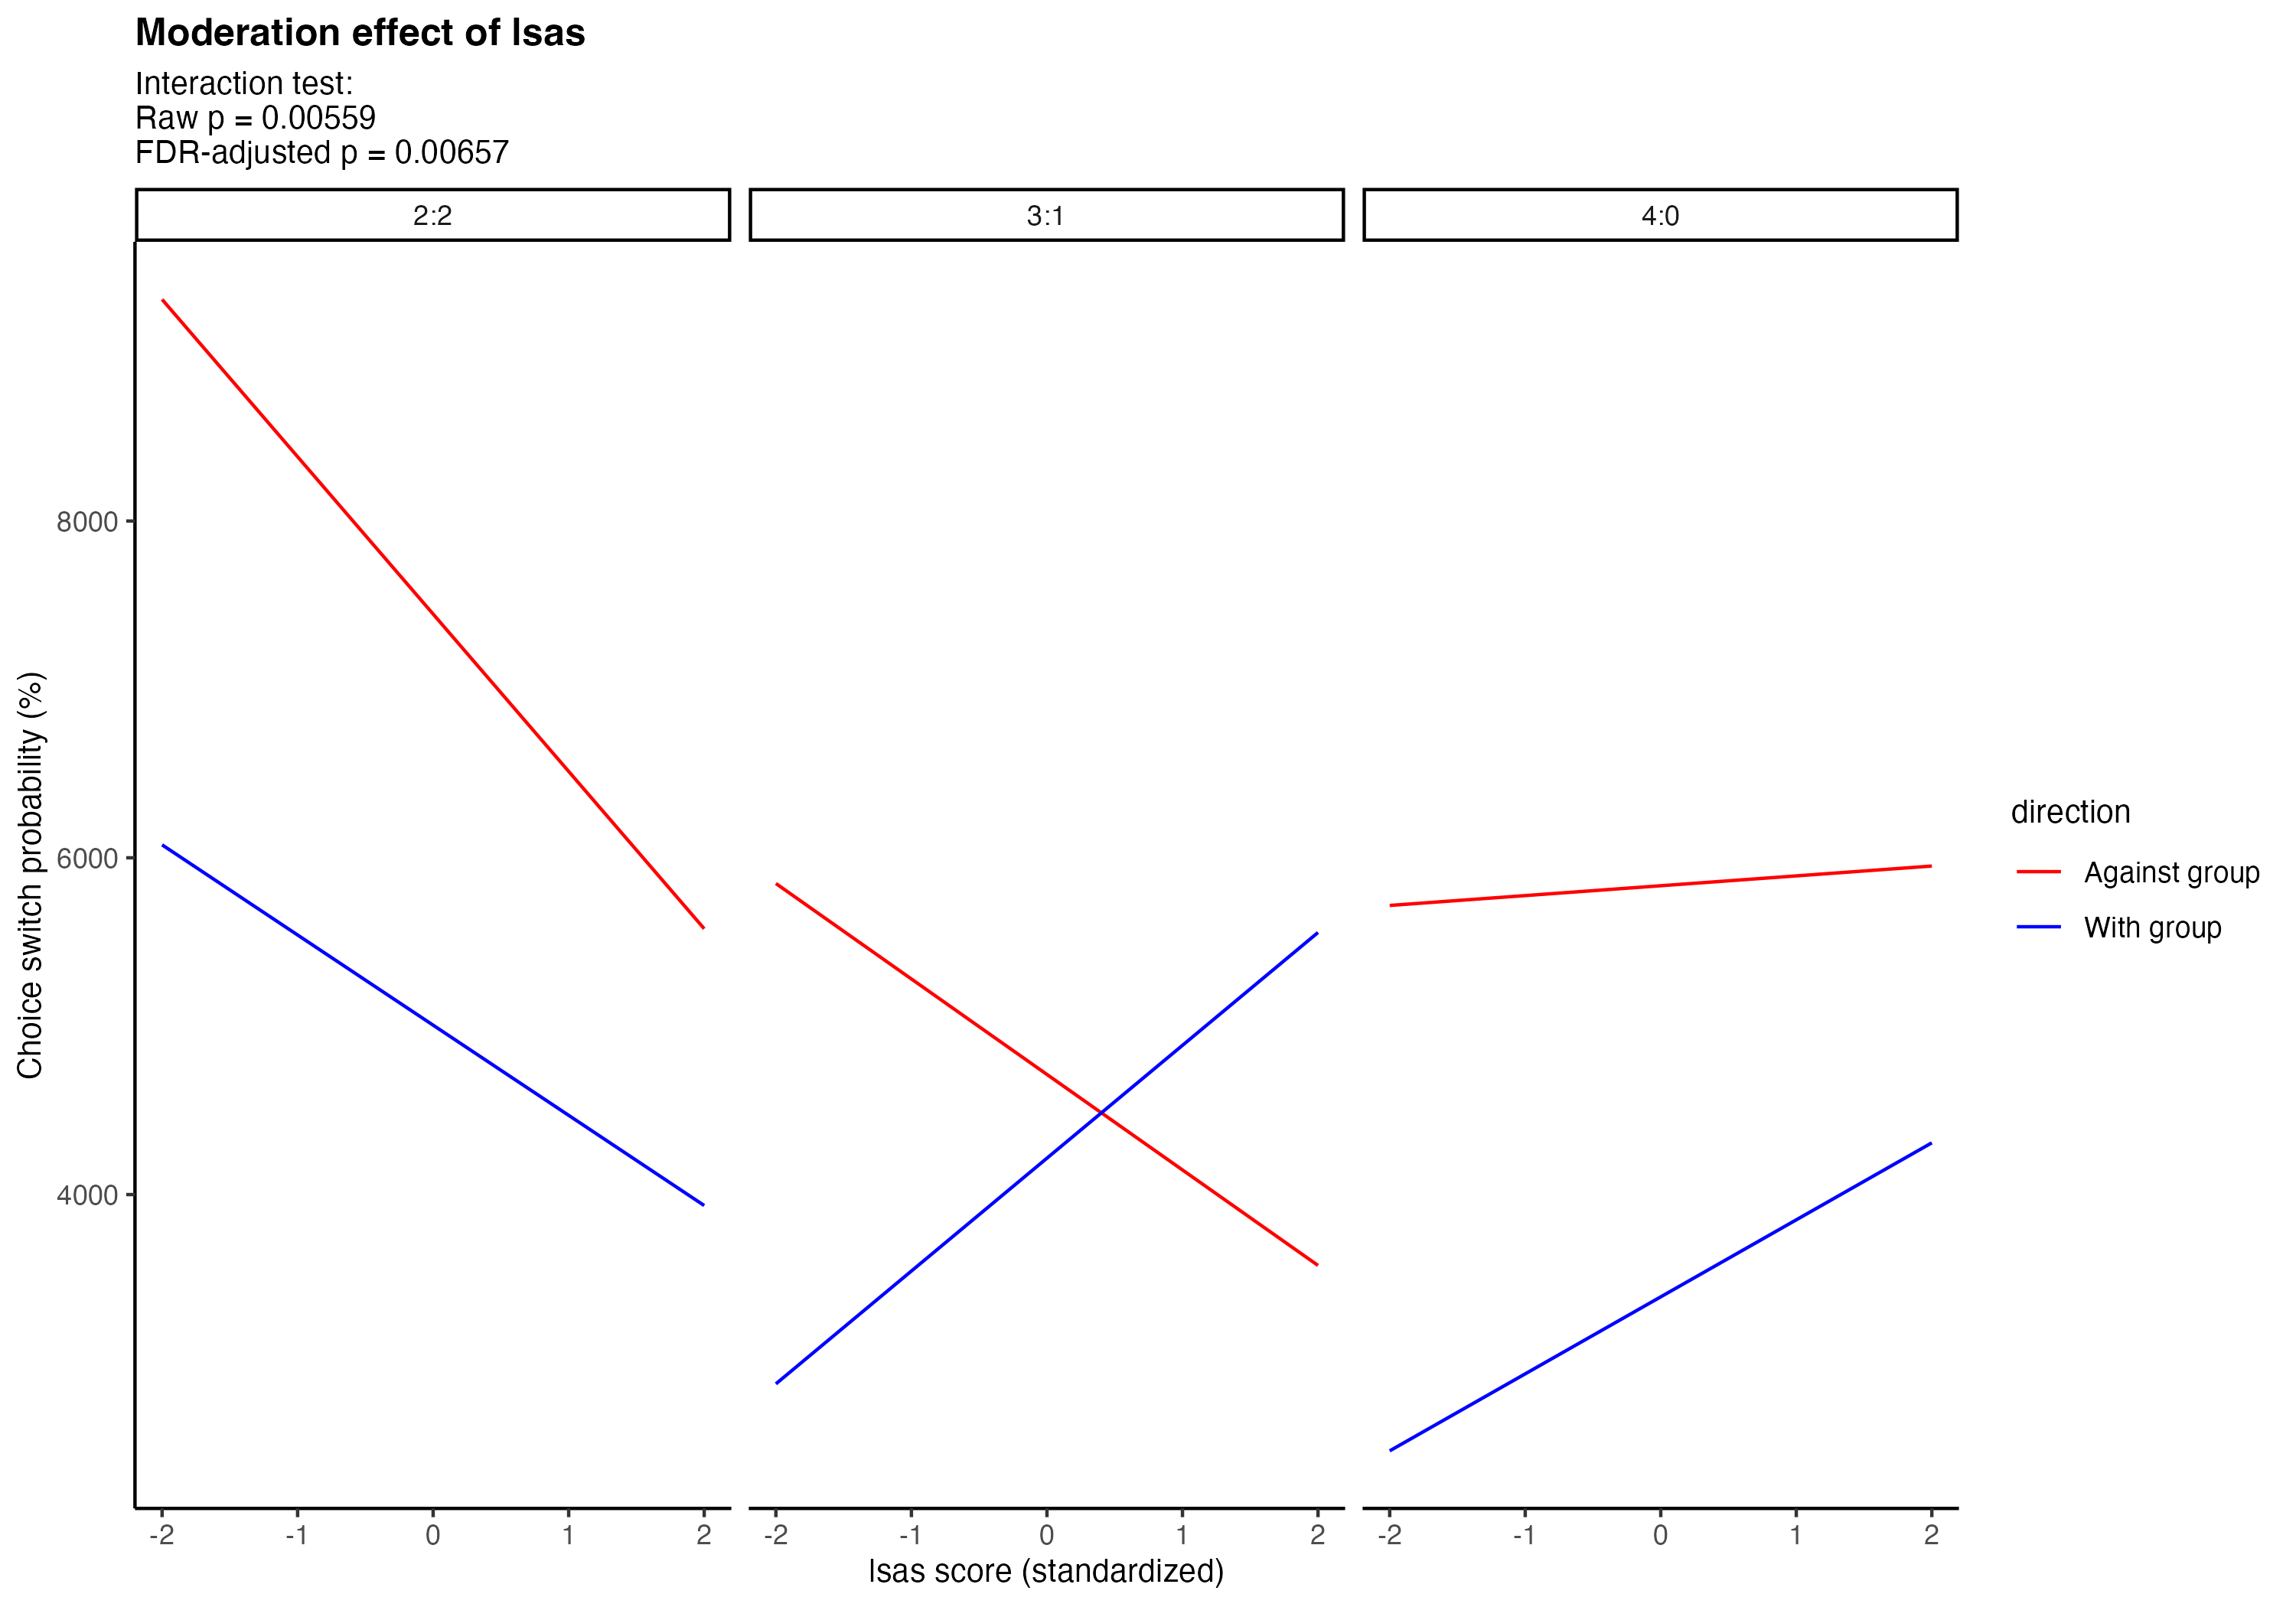 Moderation effect of lsas
Interaction test:
Raw p = 0.00559
FDR-adjusted p = 0.00657
2:2
3:1
4:0
8000
6000
4000
Choice switch probability (%)
-2 -1 0 1 2
-2 -1 0 1 2
-2 -1 0 1 2
lsas score (standardized)
direction
Against group
With group